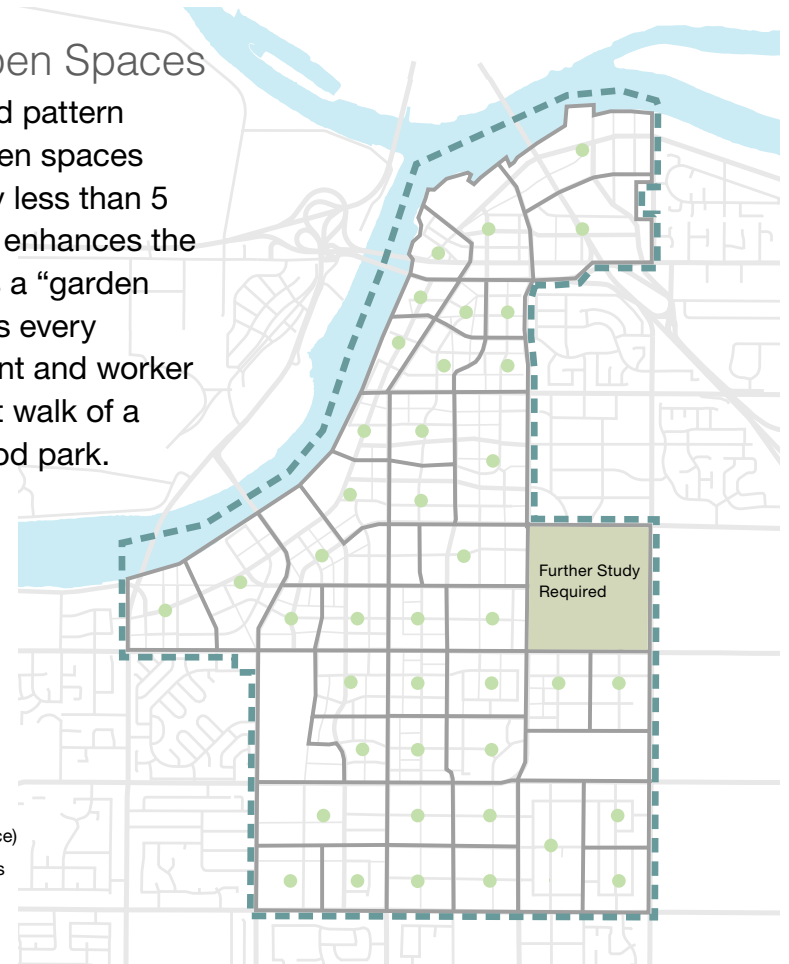 pen Spaces
d pattern
en spaces
y less than 5
enhances the
a “garden
s every
nt and worker
t walk of a
od park.
Further Study
Required
ce)
s